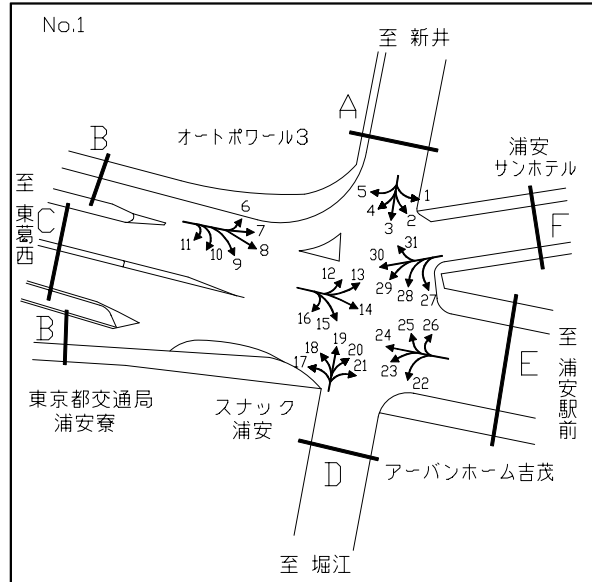 No.1
至 新井
A
オートポワール3
浦安
サンホテル
B
至 東葛西
C
F
B
E
至 浦安駅前
D
東京都交通局
浦安寮
スナック
浦安
アーバンホーム吉茂
至 堀江
1
2
3
4
5
6
7
8
9
10
11
12
13
14
15
16
17
18
19
20
21
22
23
24
25
26
27
28
29
30
31